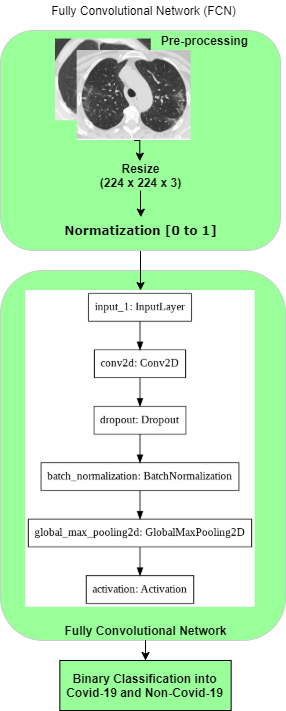 Fully Convolutional Network (FCN)
Pre-processing
Resize
(224 x 224 x 3)
Normatization [0 to 1]
input_1: InputLayer
conv2d: Conv2D
dropout: Dropout
batch_normalization: BatchNormalization
global_max_pooling2d: GlobalMaxPooling2D
activation: Activation
Fully Convolutional Network
Binary Classification into
Covid-19 and Non-Covid-19